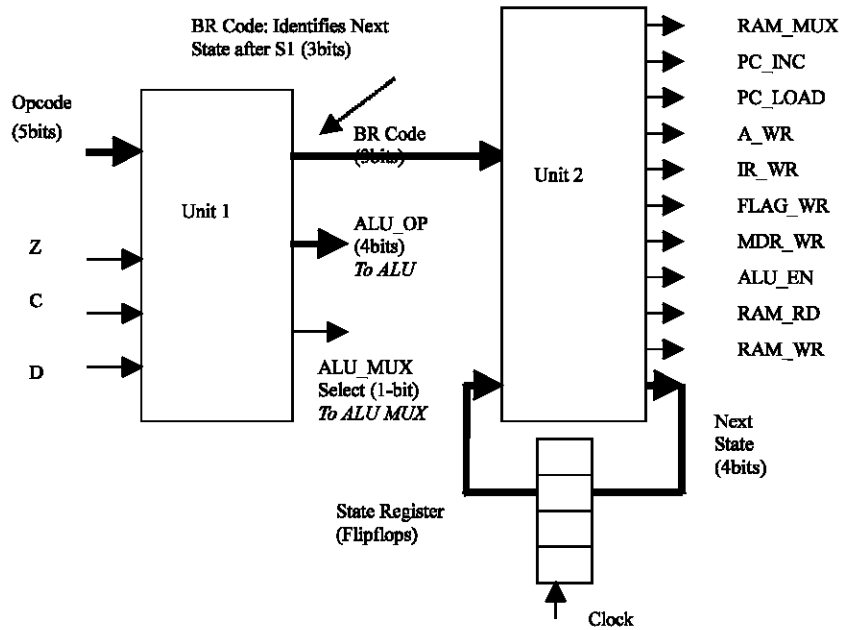 BR Code: Identifies Next
State after S1 (3bits)
Opcode
(5bits)
Z
C
D
Unit 1
BR Code
ALU_OP
(4bits)
To ALU
ALU_MUX
Select (1-bit)
To ALU MUX
Unit 2
RAM_MUX
PC_INC
PC_LOAD
A_WR
IR_WR
FLAG_WR
MDR_WR
ALU_EN
RAM_RD
RAM_WR
Next
State
(4bits)
State Register
(Flipflops)
Clock